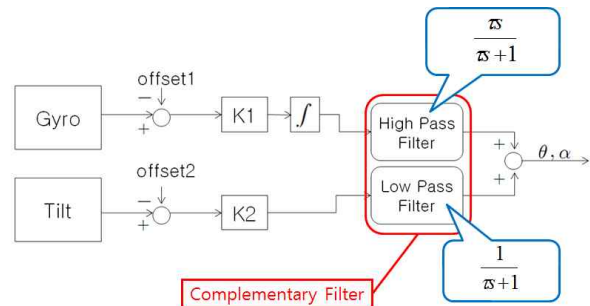 τs
τs+1
offset1
−
Gyro
+
K1
∫
High Pass
Filter
+
θ, α
+
offset2
−
Tilt
+
K2
Low Pass
Filter
1
τs+1
Complementary Filter